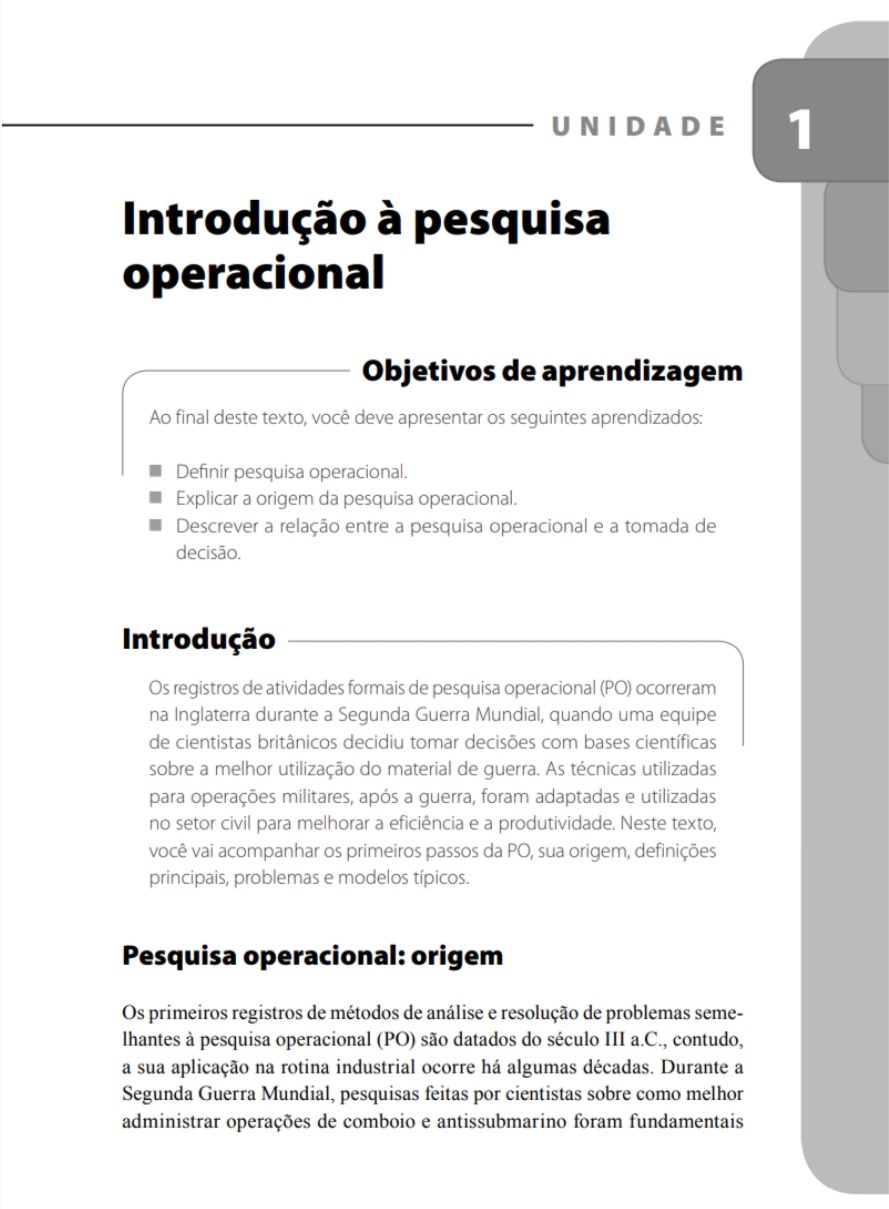 UNIDADE 1
Introdução à pesquisa
operacional
Objetivos de aprendizagem
Ao final deste texto, você deve apresentar os seguintes aprendizados:
■ Definir pesquisa operacional.
■ Explicar a origem da pesquisa operacional.
■ Descrever a relação entre a pesquisa operacional e a tomada de
decisão.
Introdução
Os registros de atividades formais de pesquisa operacional (PO) ocorreram
na Inglaterra durante a Segunda Guerra Mundial, quando uma equipe
de cientistas britânicos decidiu tomar decisões com bases científicas
sobre a melhor utilização do material de guerra. As técnicas utilizadas
para operações militares, após a guerra, foram adaptadas e utilizadas
no setor civil para melhorar a eficiência e a produtividade. Neste texto,
você vai acompanhar os primeiros passos da PO, sua origem, definições
principais, problemas e modelos típicos.
Pesquisa operacional: origem
Os primeiros registros de métodos de análise e resolução de problemas seme-
lhantes à pesquisa operacional (PO) são datados do século III a.C., contudo,
a sua aplicação na rotina industrial ocorre há algumas décadas. Durante a
Segunda Guerra Mundial, pesquisas feitas por cientistas sobre como melhor
administrar operações de comboio e antissubmarino foram fundamentais